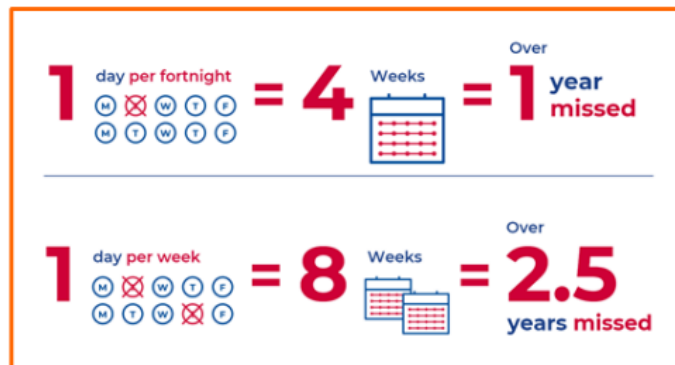 1 day per fortnight = 4 Weeks = Over 1 year missed
M T W T F
M T W T F
1 day per week = 8 Weeks = Over 2.5 years missed
M T W T F
M T W T F